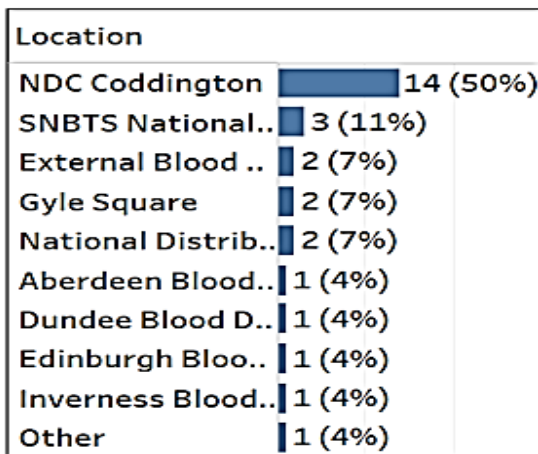 Location
NDC Coddington 14 (50%)
SNBTS National.. 3 (11%)
External Blood .. 2 (7%)
Gyle Square 2 (7%)
National Distrib.. 2 (7%)
Aberdeen Blood.. 1 (4%)
Dundee Blood D.. 1 (4%)
Edinburgh Bloo.. 1 (4%)
Inverness Blood.. 1 (4%)
Other 1 (4%)